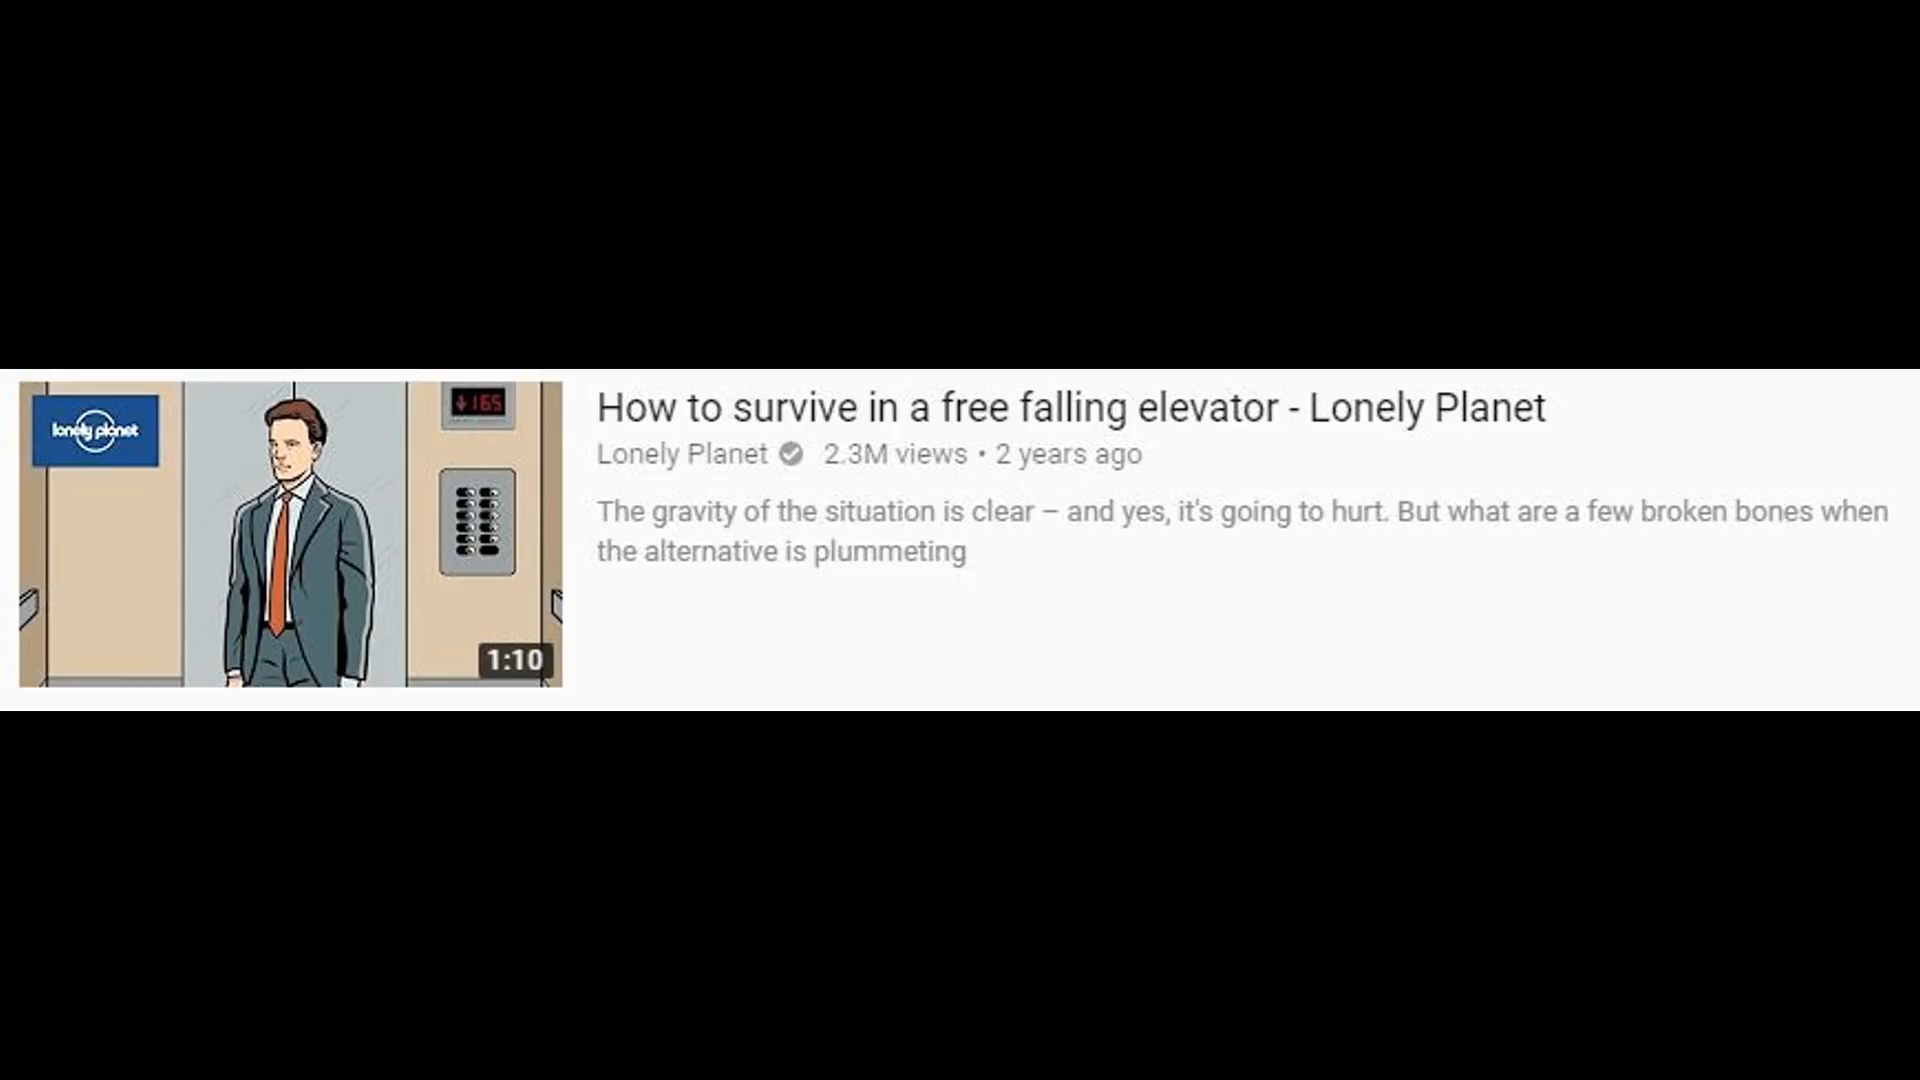 lonely planet
165
1:10
How to survive in a free falling elevator - Lonely Planet
Lonely Planet 2.3M views • 2 years ago
The gravity of the situation is clear – and yes, it's going to hurt. But what are a few broken bones when
the alternative is plummeting